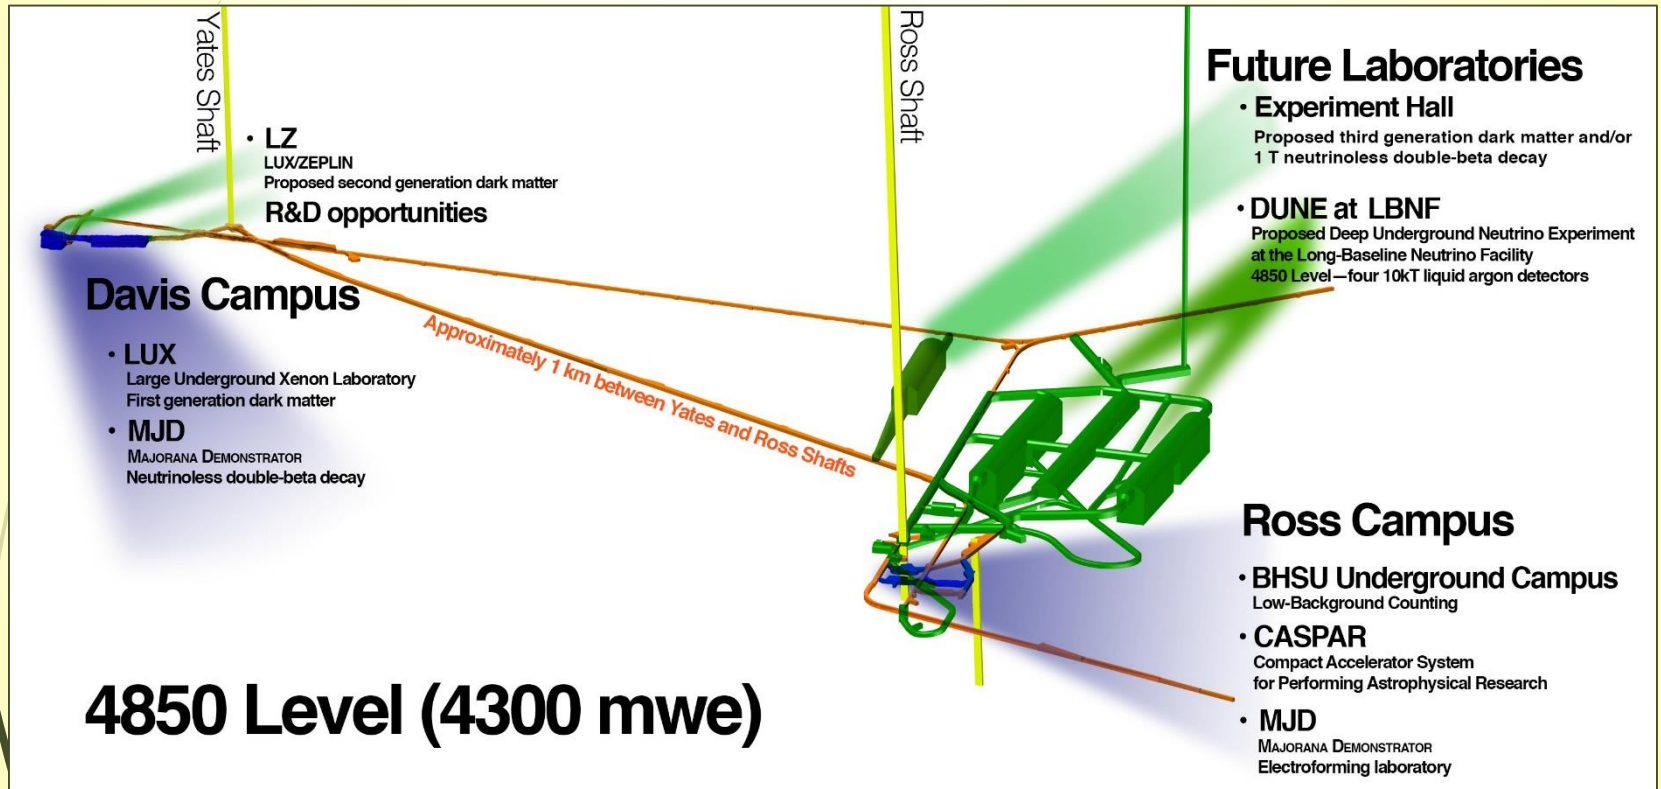 Yates Shaft
• LZ
LUX/ZEPLIN
Proposed second generation dark matter
R&D opportunities
Davis Campus
• LUX
Large Underground Xenon Laboratory
First generation dark matter
• MJD
MAJORANA DEMONSTRATOR
Neutrinoless double-beta decay
Approximately 1 km between Yates and Ross Shafts
Ross Shaft
Future Laboratories
• Experiment Hall
Proposed third generation dark matter and/or
1 T neutrinoless double-beta decay
• DUNE at LBNF
Proposed Deep Underground Neutrino Experiment
at the Long-Baseline Neutrino Facility
4850 Level—four 10kT liquid argon detectors
Ross Campus
• BHSU Underground Campus
Low-Background Counting
• CASPAR
Compact Accelerator System
for Performing Astrophysical Research
• MJD
MAJORANA DEMONSTRATOR
Electroforming laboratory
4850 Level (4300 mwe)